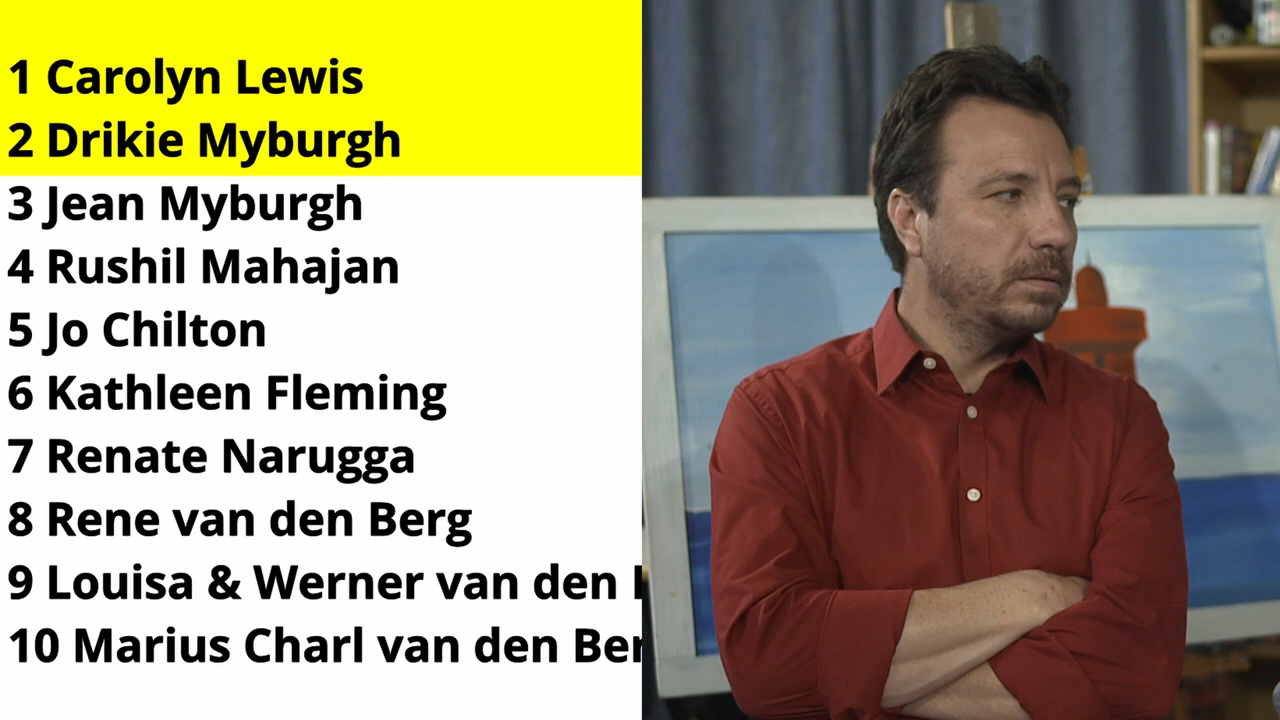 1 Carolyn Lewis
2 Drikie Myburgh
3 Jean Myburgh
4 Rushil Mahajan
5 Jo Chilton
6 Kathleen Fleming
7 Renate Narugga
8 Rene van den Berg
9 Louisa & Werner van den
10 Marius Charl van den Ber